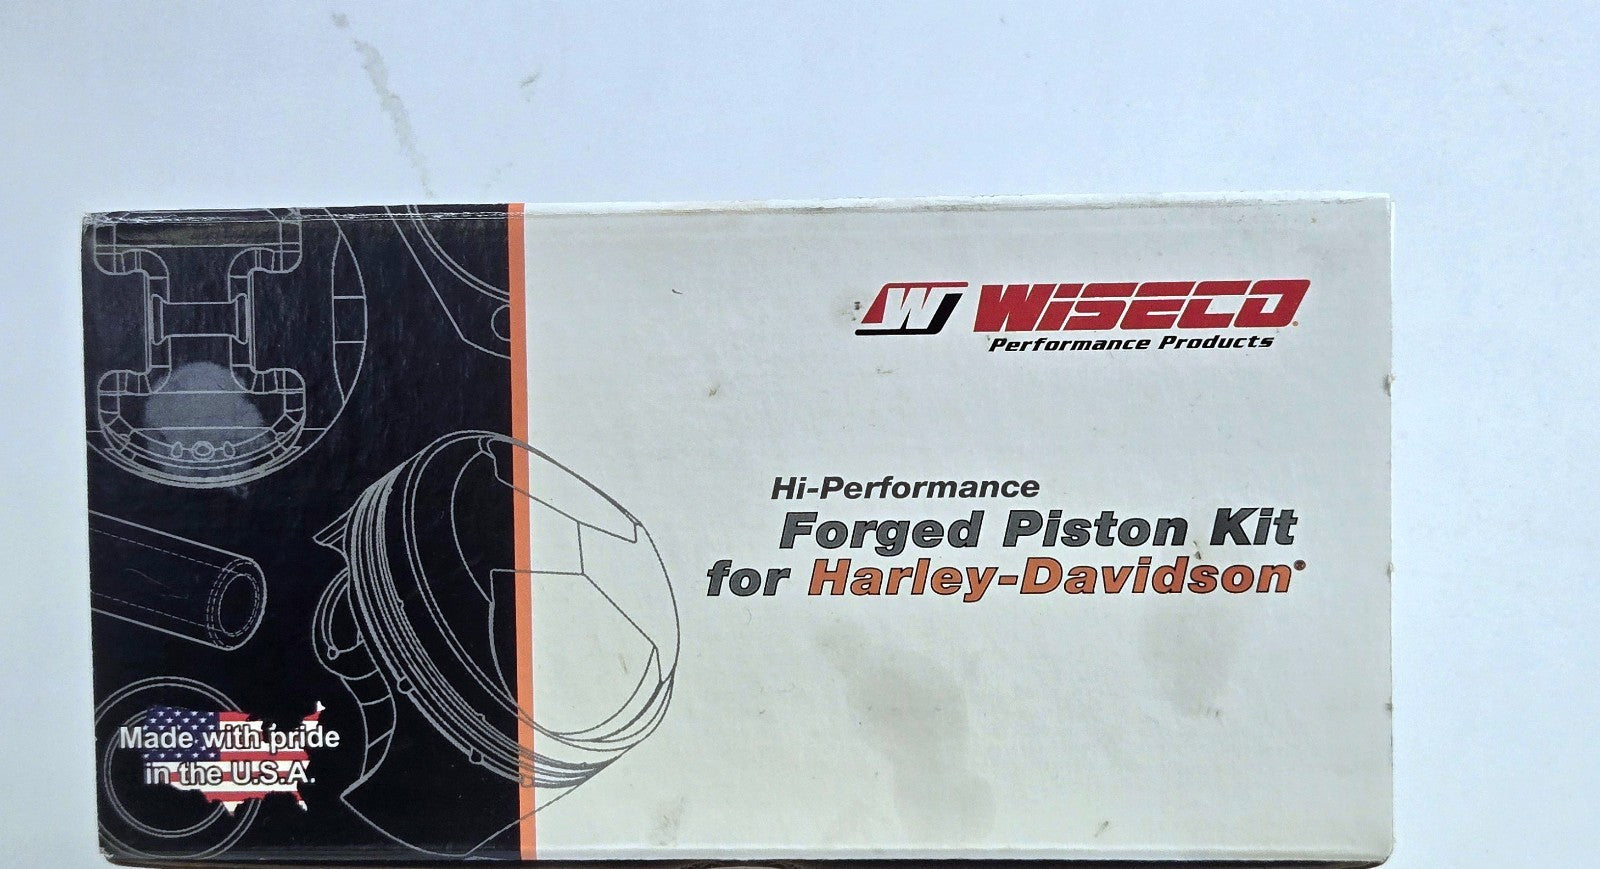 W WISECO
Performance Products
Hi-Performance
Forged Piston Kit
for Harley-Davidson®
Made with pride
in the U.S.A.